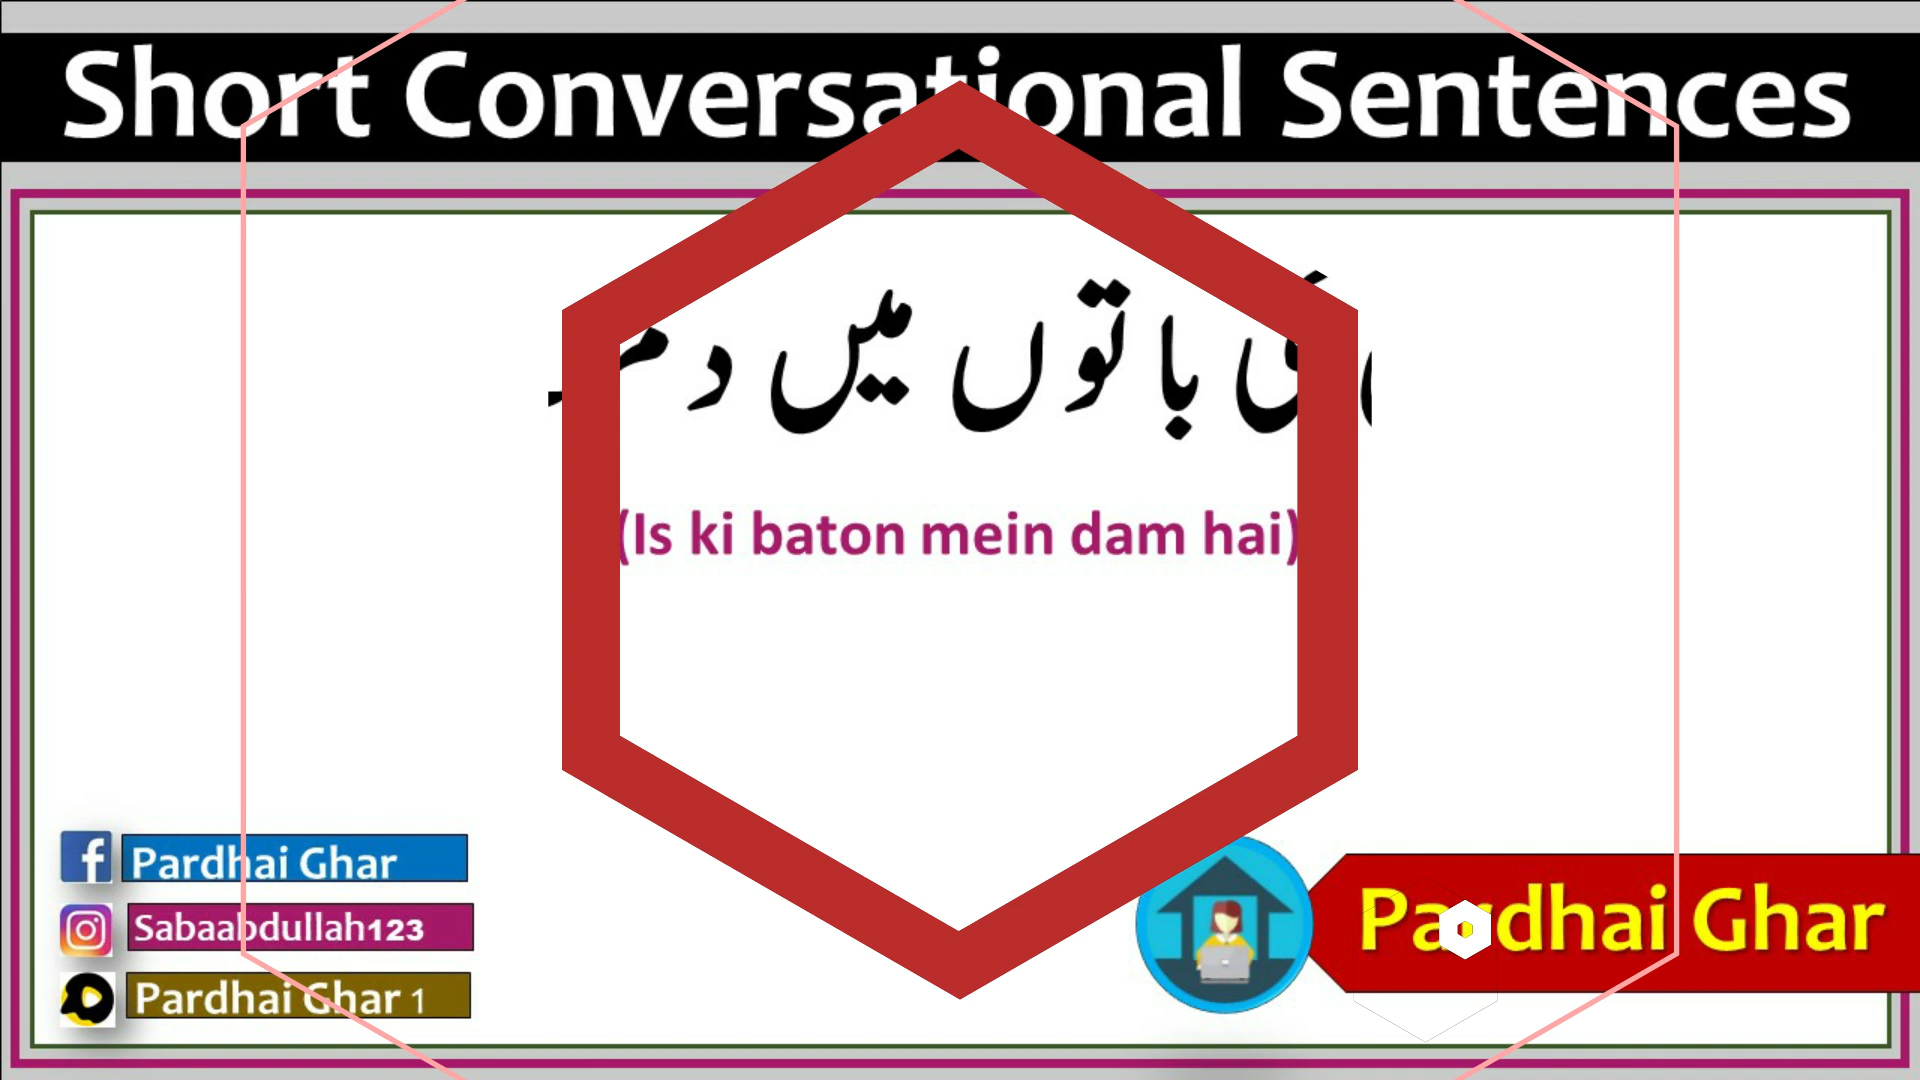 Short Conversational Sentences
کی باتوں میں دم
(Is ki baton mein dam hai)
Pardhai Ghar
Sabaabdullah123
Pardhai Ghar 1
Pardhai Ghar